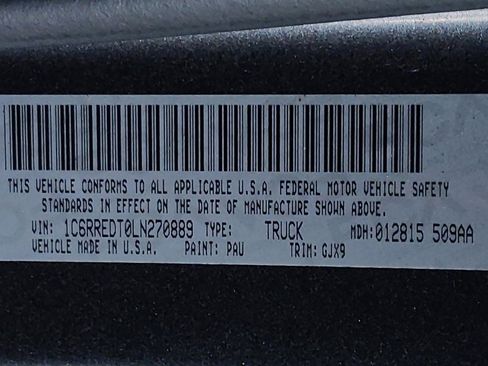 THIS VEHICLE CONFORMS TO ALL APPLICABLE U.S.A. FEDERAL MOTOR VEHICLE SAFETY
STANDARDS IN EFFECT ON THE DATE OF MANUFACTURE SHOWN ABOVE.
VIN: 1C6RREDT0LN270889 TYPE: TRUCK MDH: 012815 509AA
VEHICLE MADE IN U.S.A. PAINT: PAU TRIM: GJX9